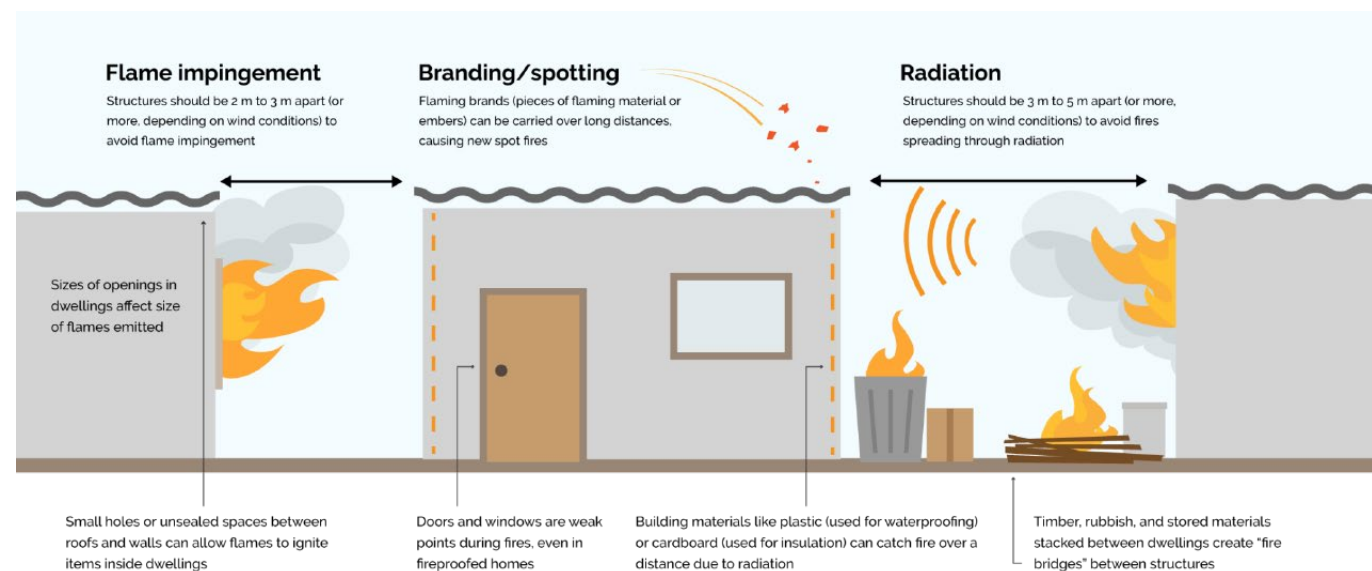 Flame impingement
Structures should be 2 m to 3 m apart (or
more, depending on wind conditions) to
avoid flame impingement
Branding/spotting
Flaming brands (pieces of flaming material or
embers) can be carried over long distances,
causing new spot fires
Radiation
Structures should be 3 m to 5 m apart (or more,
depending on wind conditions) to avoid fires
spreading through radiation
Sizes of openings in
dwellings affect size
of flames emitted
Small holes or unsealed spaces between
roofs and walls can allow flames to ignite
items inside dwellings
Doors and windows are weak
points during fires, even in
fireproofed homes
Building materials like plastic (used for waterproofing)
or cardboard (used for insulation) can catch fire over a
distance due to radiation
Timber, rubbish, and stored materials
stacked between dwellings create “fire
bridges” between structures